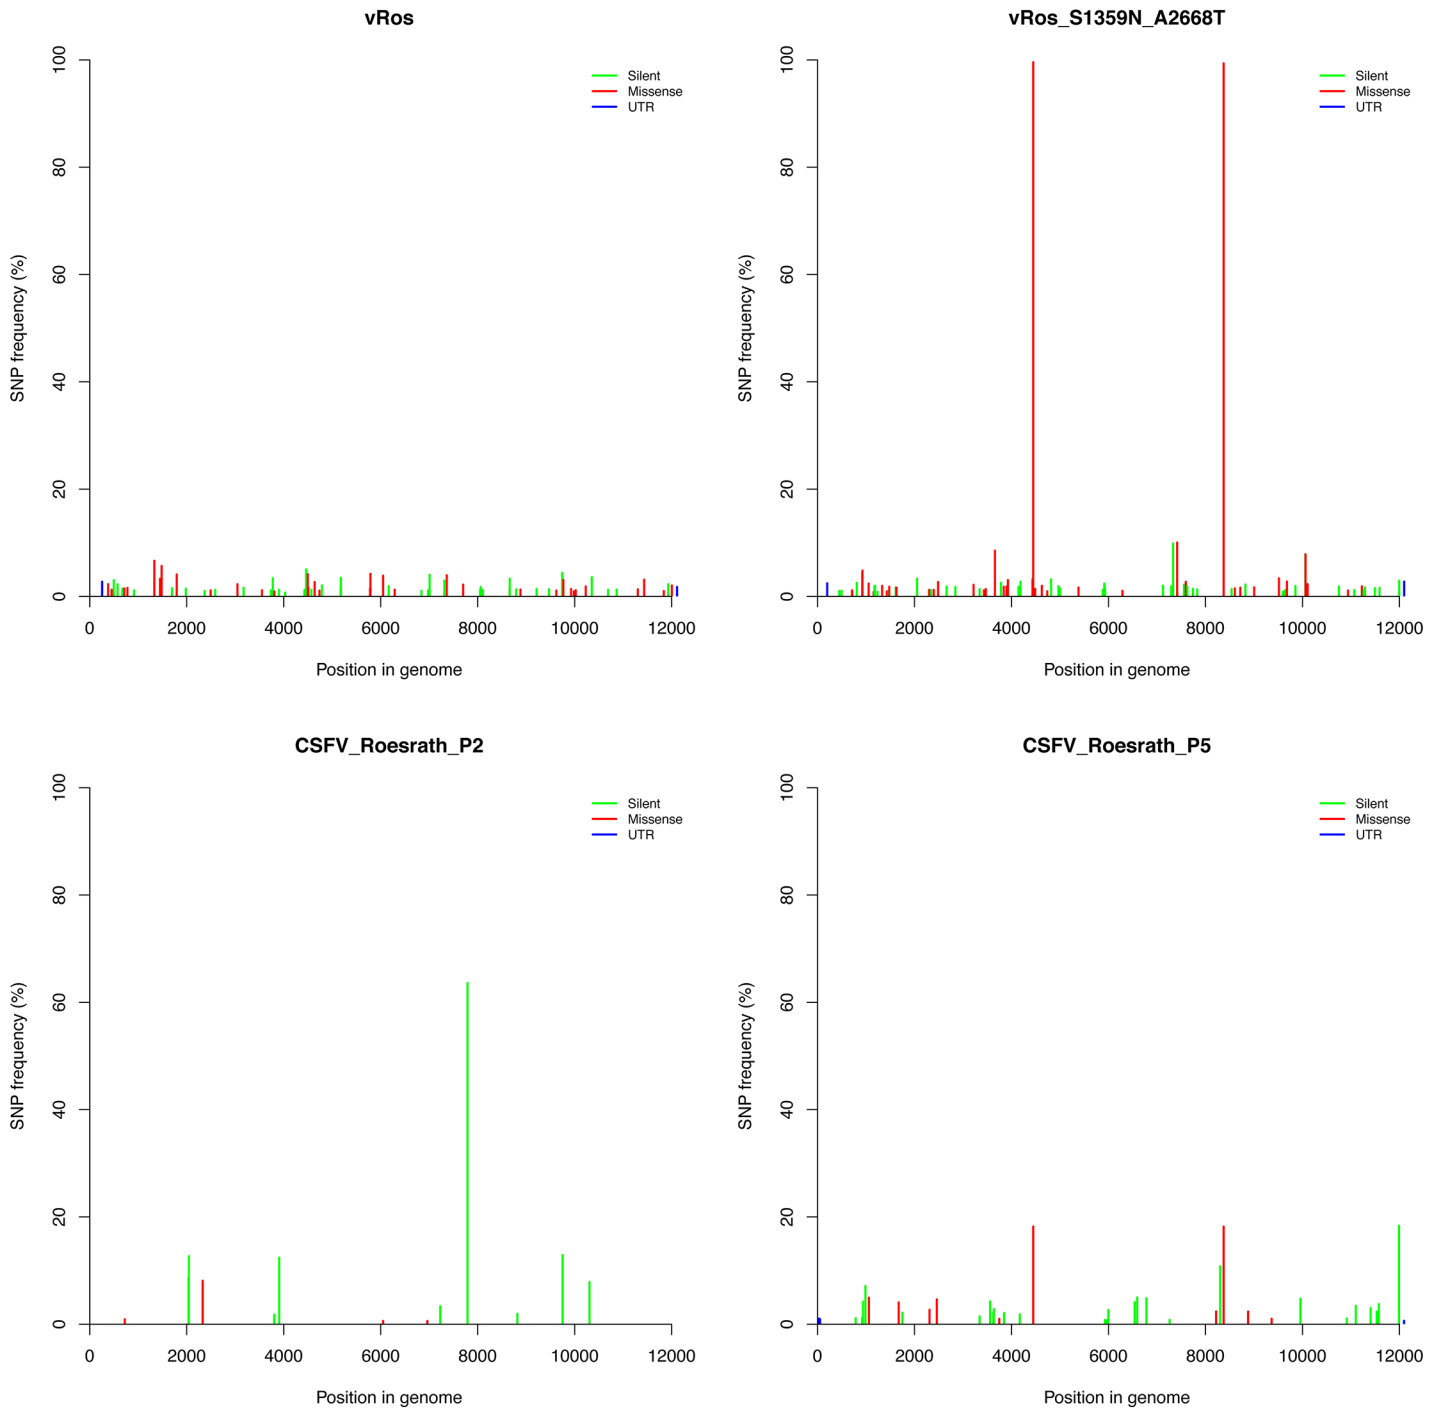 vRos
100
80
60
40
20
0
SNP frequency (%)
Silent
Missense
UTR
0 2000 4000 6000 8000 10000 12000
Position in genome
vRos_S1359N_A2668T
100
80
60
40
20
0
SNP frequency (%)
Silent
Missense
UTR
0 2000 4000 6000 8000 10000 12000
Position in genome
CSFV_Roesrath_P2
100
80
60
40
20
0
SNP frequency (%)
Silent
Missense
UTR
0 2000 4000 6000 8000 10000 12000
Position in genome
CSFV_Roesrath_P5
100
80
60
40
20
0
SNP frequency (%)
Silent
Missense
UTR
0 2000 4000 6000 8000 10000 12000
Position in genome